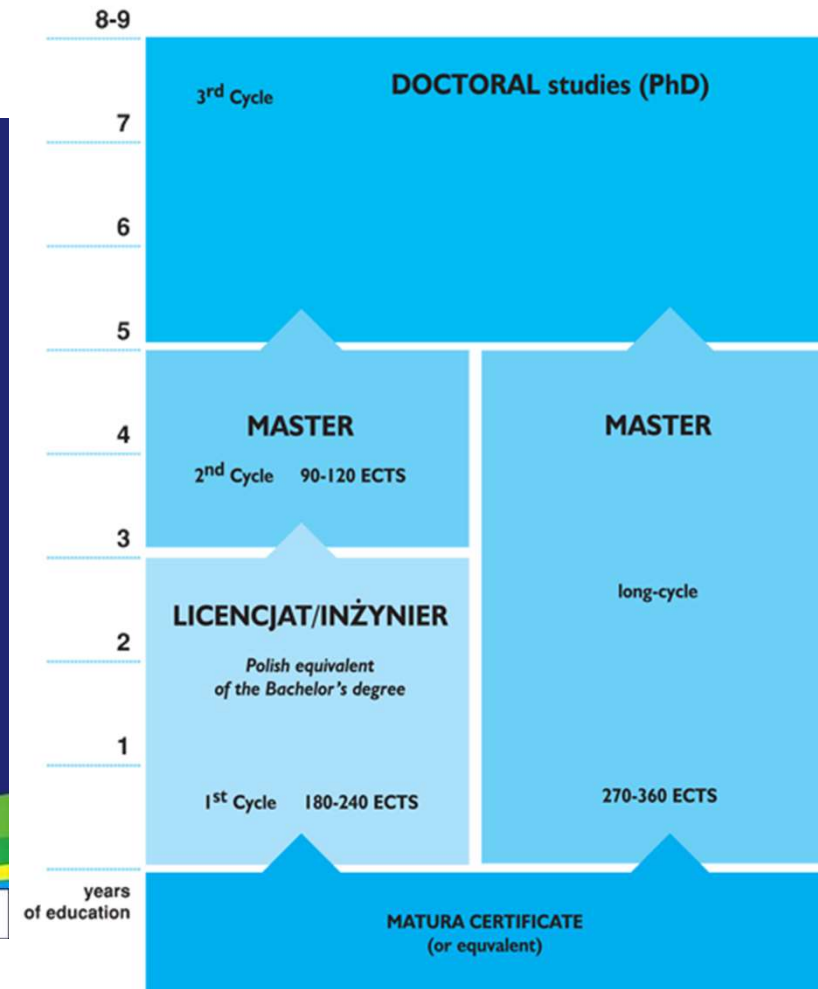 8-9
3rd Cycle
DOCTORAL studies (PhD)
7
6
5
MASTER
MASTER
4
2nd Cycle 90-120 ECTS
3
long-cycle
LICENCJAT/INŻYNIER
2
Polish equivalent
of the Bachelor's degree
1
1st Cycle 180-240 ECTS
270-360 ECTS
years
of education
MATURA CERTIFICATE
(or equvalent)